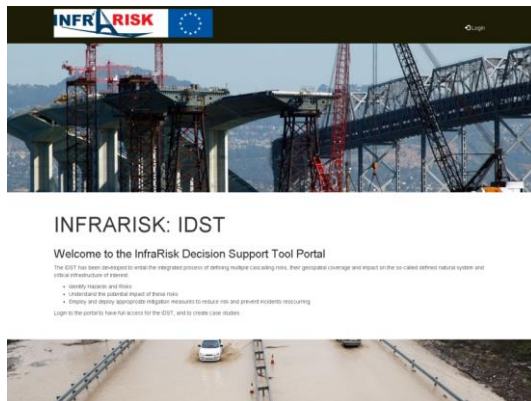 INFRARISK
Login
INFRARISK: IDST
Welcome to the InfraRisk Decision Support Tool Portal
The IDST has been developed to entail the integrated process of defining multiple cascading risks, their geospatial coverage and impact on the so-called defined natural system and
critical infrastructure of interest.
Identify Hazards and Risks
Understand the potential impact of these risks
Employ and deploy appropriate mitigation measures to reduce risk and prevent incidents reoccurring
Login to the portal to have full access for the IDST, and to create case studies.